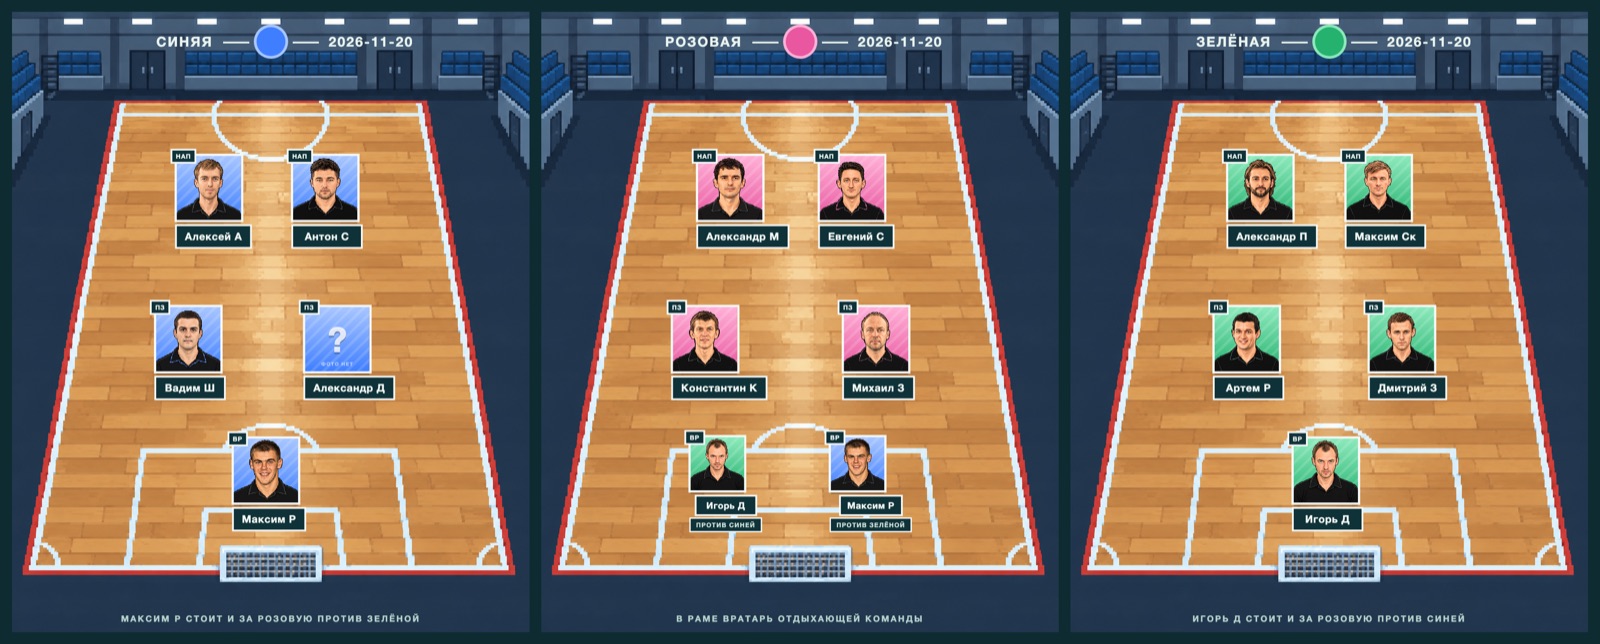 СИНЯЯ 2026-11-20
НАП НАП
Алексей А Антон С
ПЗ ПЗ
?
ФОТО НЕТ
Вадим Ш Александр Д
ВР
Максим Р
МАКСИМ Р СТОИТ И ЗА РОЗОВУЮ ПРОТИВ ЗЕЛЁНОЙ
РОЗОВАЯ 2026-11-20
НАП НАП
Александр М Евгений С
ПЗ ПЗ
Константин К Михаил З
ВР ВР
Игорь Д Максим Р
ПРОТИВ СИНЕЙ ПРОТИВ ЗЕЛЁНОЙ
В РАМЕ ВРАТАРЬ ОТДЫХАЮЩЕЙ КОМАНДЫ
ЗЕЛЁНАЯ 2026-11-20
НАП НАП
Александр П Максим Ск
ПЗ ПЗ
Артем Р Дмитрий З
ВР
Игорь Д
ИГОРЬ Д СТОИТ И ЗА РОЗОВУЮ ПРОТИВ СИНЕЙ